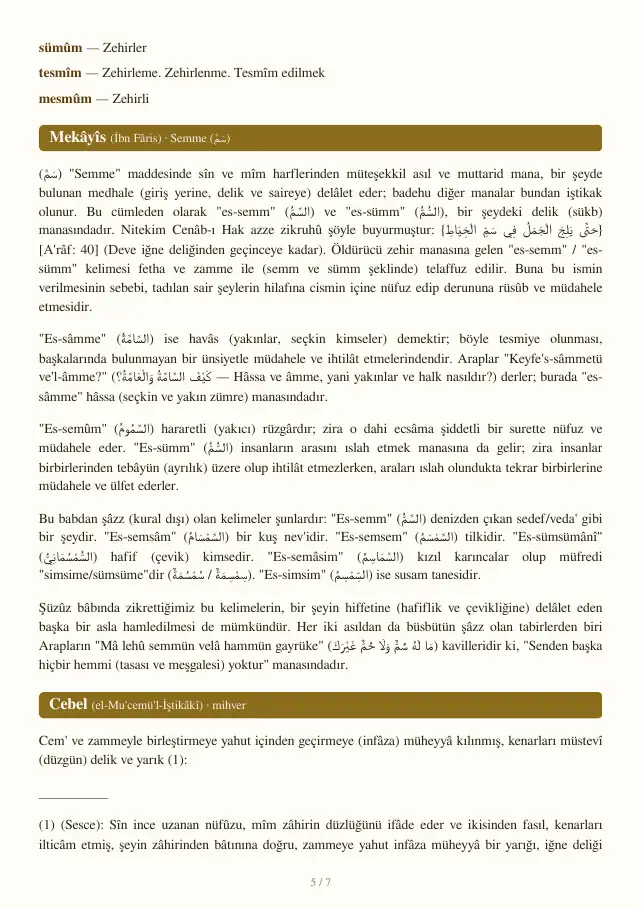 sümûm — Zehirler
tesmîm — Zehirleme. Zehirlenme. Tesmîm edilmek
mesmûm — Zehirli
Mekâyîs (İbn Fâris) · Semme (سَمَّ)
(سَمَّ) "Semme" maddesinde sîn ve mîm harflerinden müteşekkil asıl ve muttarid mana, bir şeyde
bulunan medhale (giriş yerine, delik ve saireye) delâlet eder; badehu diğer manalar bundan iştikak
olunur. Bu cümleden olarak "es-semm" (السَّمُّ) ve "es-sümm" (السُّمُّ), bir şeydeki delik (sükb)
manasındadır. Nitekim Cenâb-ı Hak azze zikruhû şöyle buyurmuştur: {حَتَّى يَلِجَ الْجَمَلُ فِي سَمِّ الْخِيَاطِ}
[A'râf: 40] (Deve iğne deliğinden geçinceye kadar). Öldürücü zehir manasına gelen "es-semm" / "es-
sümm" kelimesi fetha ve zamme ile (semm ve sümm şeklinde) telaffuz edilir. Buna bu ismin
verilmesinin sebebi, tadılan sair şeylerin hilafına cismin içine nüfuz edip derununa rüsûb ve müdahele
etmesidir.
"Es-sâmme" (السَّامَّةُ) ise havâs (yakınlar, seçkin kimseler) demektir; böyle tesmiye olunması,
başkalarında bulunmayan bir ünsiyetle müdahele ve ihtilât etmelerindendir. Araplar "Keyfe's-sâmmetü
ve'l-âmme?" (كَيْفَ السَّامَّةُ وَالْعَامَّةُ؟ — Hâssa ve âmme, yani yakınlar ve halk nasıldır?) derler; burada "es-
sâmme" hâssa (seçkin ve yakın zümre) manasındadır.
"Es-semûm" (السَّمُومُ) hararetli (yakıcı) rüzgârdır; zira o dahi ecsâma şiddetli bir surette nüfuz ve
müdahele eder. "Es-sümm" (السُّمُّ) insanların arasını ıslah etmek manasına da gelir; zira insanlar
birbirlerinden tebâyün (ayrılık) üzere olup ihtilât etmezlerken, araları ıslah olundukta tekrar birbirlerine
müdahele ve ülfet ederler.
Bu babdan şâzz (kural dışı) olan kelimeler şunlardır: "Es-semm" (السَّمُّ) denizden çıkan sedef/veda' gibi
bir şeydir. "Es-semsâm" (السَّمْسَامُ) bir kuş nev'idir. "Es-semsem" (السَّمْسَمُ) tilkidir. "Es-sümsümânî"
(السُّمْسُمَانِيُّ) hafif (çevik) kimsedir. "Es-semâsim" (السَّمَاسِمُ) kızıl karıncalar olup müfredi
"simsime/sümsüme"dir (سِمْسِمَةٌ / سُمْسُمَةٌ). "Es-simsim" (السِّمْسِمُ) ise susam tanesidir.
Şüzûz bâbında zikrettiğimiz bu kelimelerin, bir şeyin hiffetine (hafiflik ve çevikliğine) delâlet eden
başka bir asla hamledilmesi de mümkündür. Her iki asıldan da büsbütün şâzz olan tabirlerden biri
Arapların "Mâ lehû semmün velâ hammün gayrüke" (مَا لَهُ سُمٌّ وَلَا حُمٌّ غَيْرَكَ) kavilleridir ki, "Senden başka
hiçbir hemmi (tasası ve meşgalesi) yoktur" manasındadır.
Cebel (el-Mu'cemü'l-İştikâkî) · mihver
Cem' ve zammeyle birleştirmeye yahut içinden geçirmeye (infâza) müheyyâ kılınmış, kenarları müstevî
(düzgün) delik ve yarık (1):
(1) (Sesce): Sîn ince uzanan nüfûzu, mîm zâhirin düzlüğünü ifâde eder ve ikisinden fasıl, kenarları
ilticâm etmiş, şeyin zâhirinden bâtınına doğru, zammeye yahut infâza müheyyâ bir yarığı, iğne deliği
5 / 7